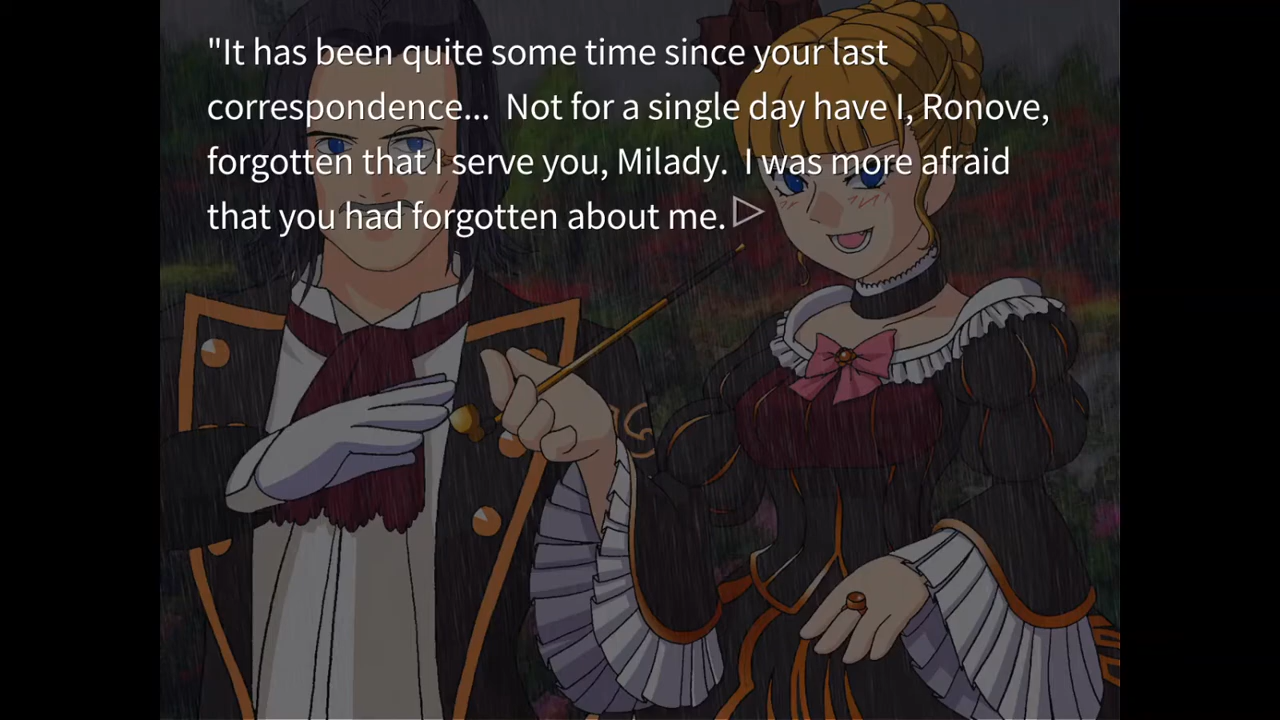 "It has been quite some time since your last
correspondence...  Not for a single day have I, Ronove,
forgotten that I serve you, Milady.  I was more afraid
that you had forgotten about me.